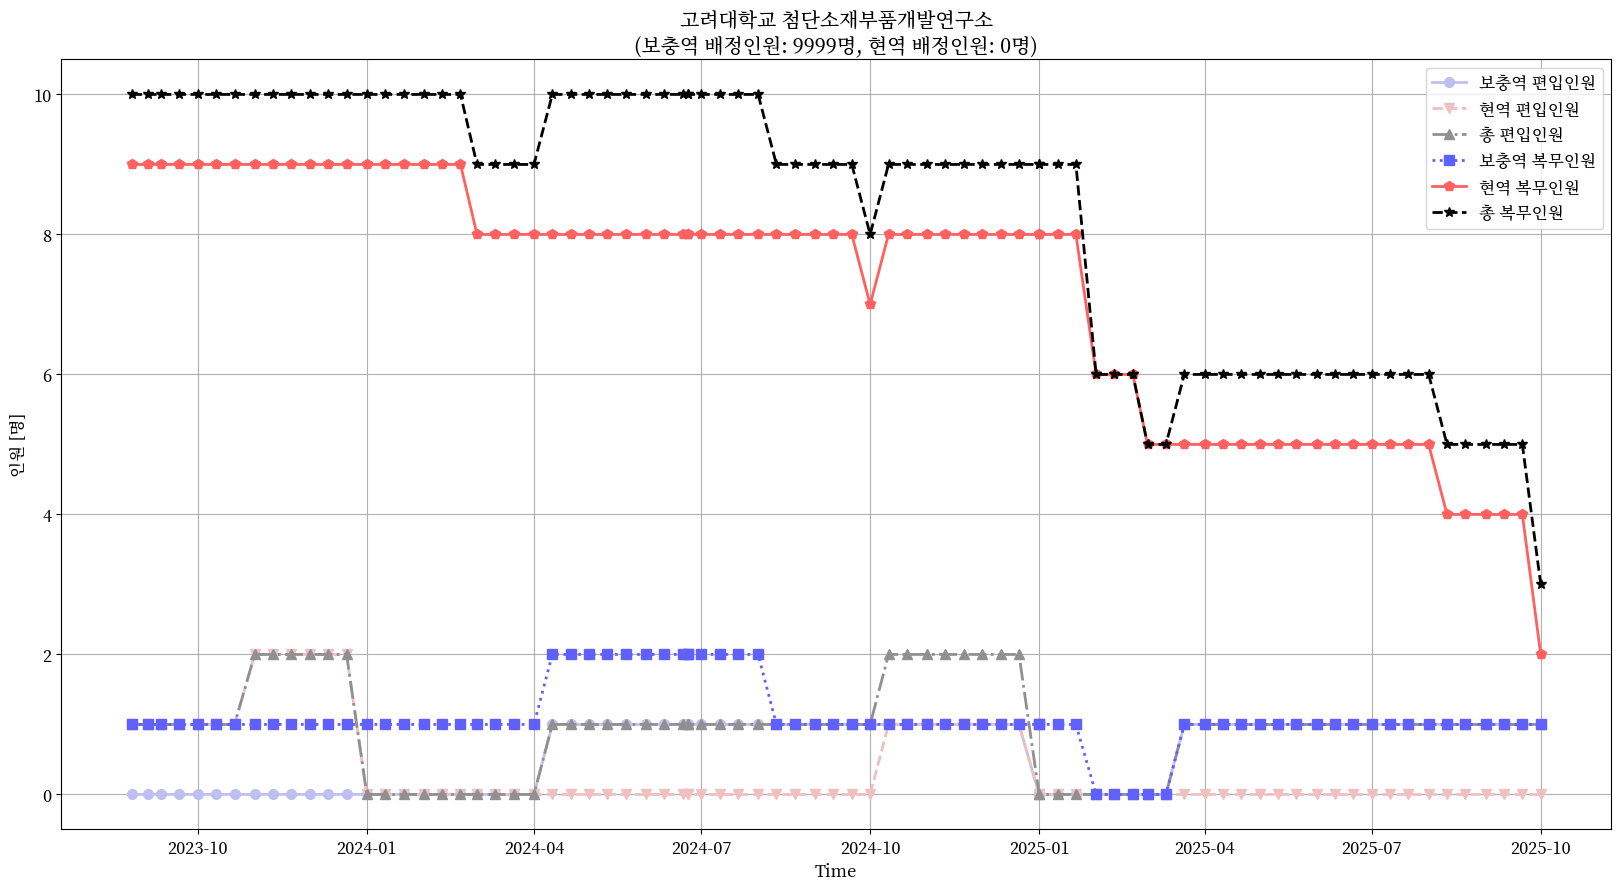 고려대학교 첨단소재부품개발연구소
(보충역 배정인원: 9999명, 현역 배정인원: 0명)
보충역 편입인원
현역 편입인원
총 편입인원
보충역 복무인원
현역 복무인원
총 복무인원
인원 [명]
10
8
6
4
2
0
2023-10
2024-01
2024-04
2024-07
2024-10
2025-01
2025-04
2025-07
2025-10
Time